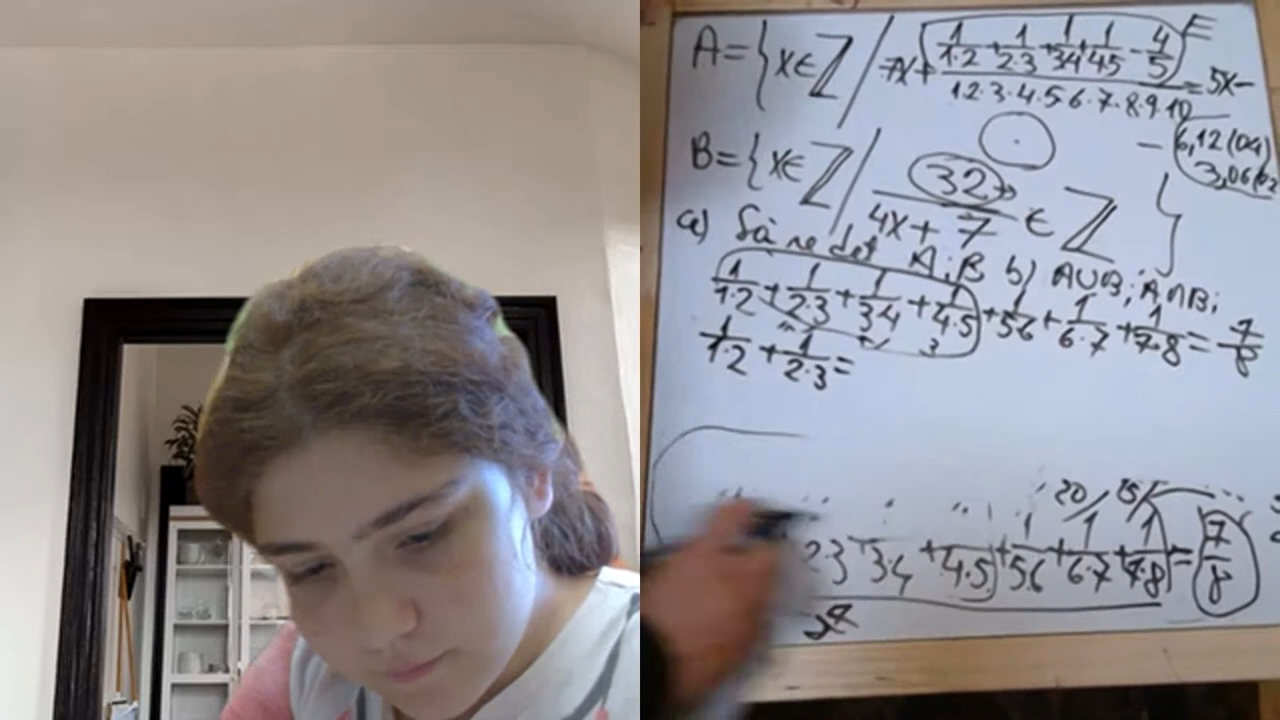 A = { x ∈ ℤ / 7x + (1/1·2 + 1/2·3 + 1/3·4 + 1/4·5 - 4/5) / 1·2·3·4·5·6·7·8·9·10 = 5x -
- 6,12(04) / 3,06(02
B = { x ∈ ℤ / 32 / 4x + 7 ∈ ℤ }
a) Să se det A; B b) A∪B; A∩B;
1/1·2 + 1/2·3 + 1/3·4 + 1/4·5 + 1/5·6 + 1/6·7 + 1/7·8 = 7/8
1/1·2 + 1/2·3 =
20 / 15/
2·3 3·4 + 4·5 + 1/5·6 + 1/6·7 + 1/7·8 = 7/8